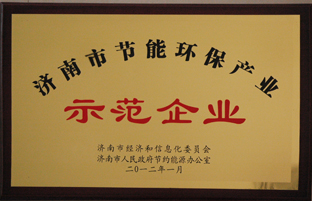 济南市节能环保产业
示范企业
济南市经济和信息化委员会
济南市人民政府节约能源办公室
二〇一二年一月